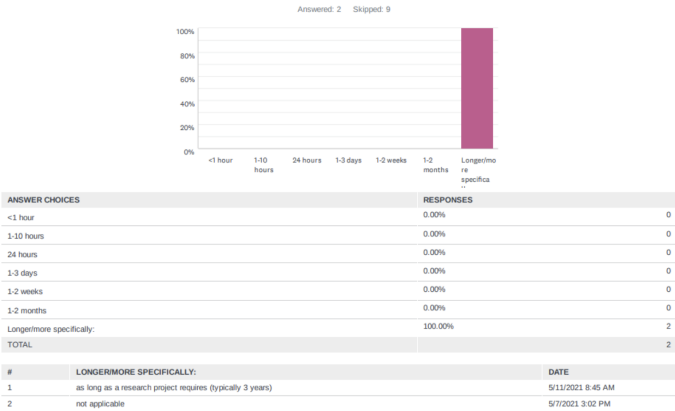 Answered: 2 Skipped: 9
100%
80%
60%
40%
20%
0%
<1 hour
1-10
hours
24 hours
1-3 days
1-2 weeks
1-2
months
Longer/mo
re
specifica
ANSWER CHOICES RESPONSES
<1 hour 0.00% 0
1-10 hours 0.00% 0
24 hours 0.00% 0
1-3 days 0.00% 0
1-2 weeks 0.00% 0
1-2 months 0.00% 0
Longer/more specifically: 100.00% 2
TOTAL 2
# LONGER/MORE SPECIFICALLY: DATE
1 as long as a research project requires (typically 3 years) 5/11/2021 8:45 AM
2 not applicable 5/7/2021 3:02 PM